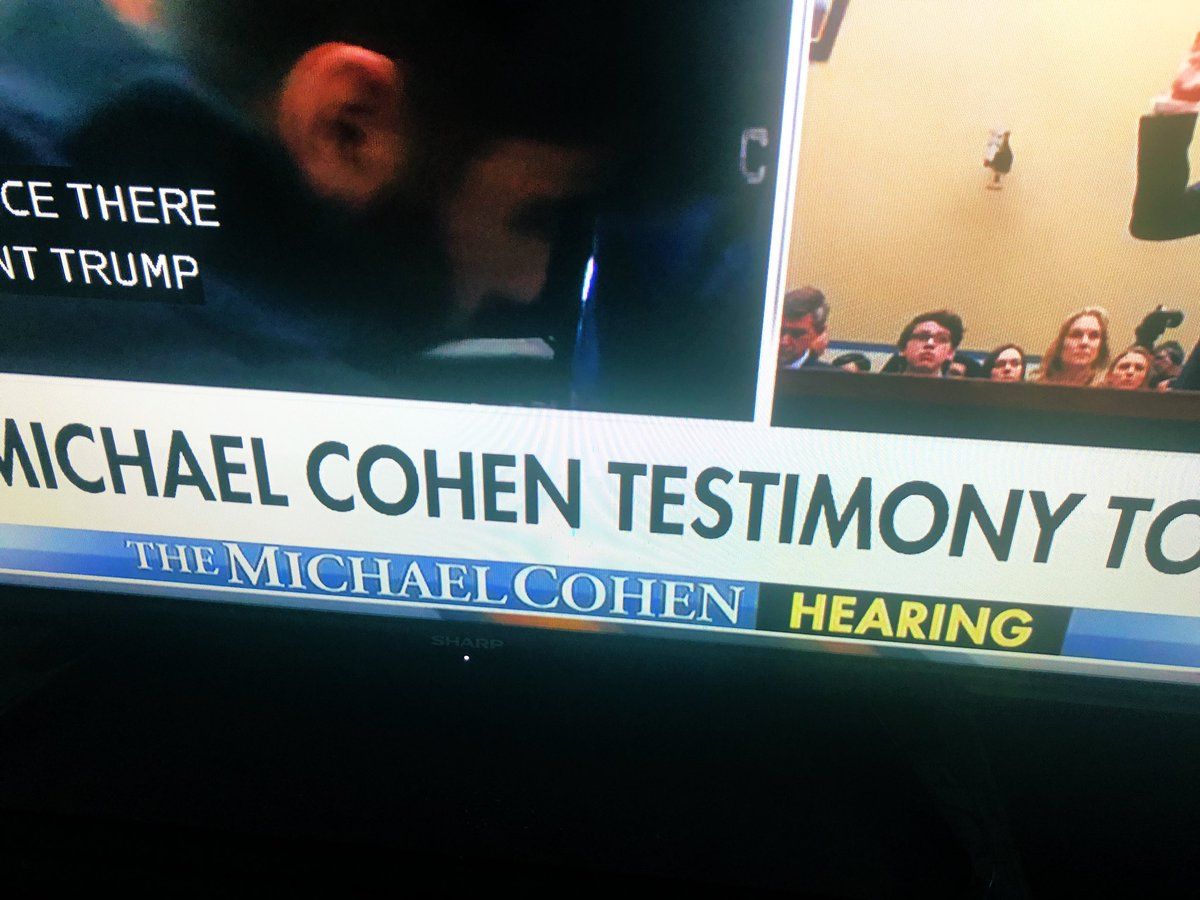 CE THERE
NT TRUMP
C
MICHAEL COHEN TESTIMONY TO
THE MICHAEL COHEN HEARING
SHARP